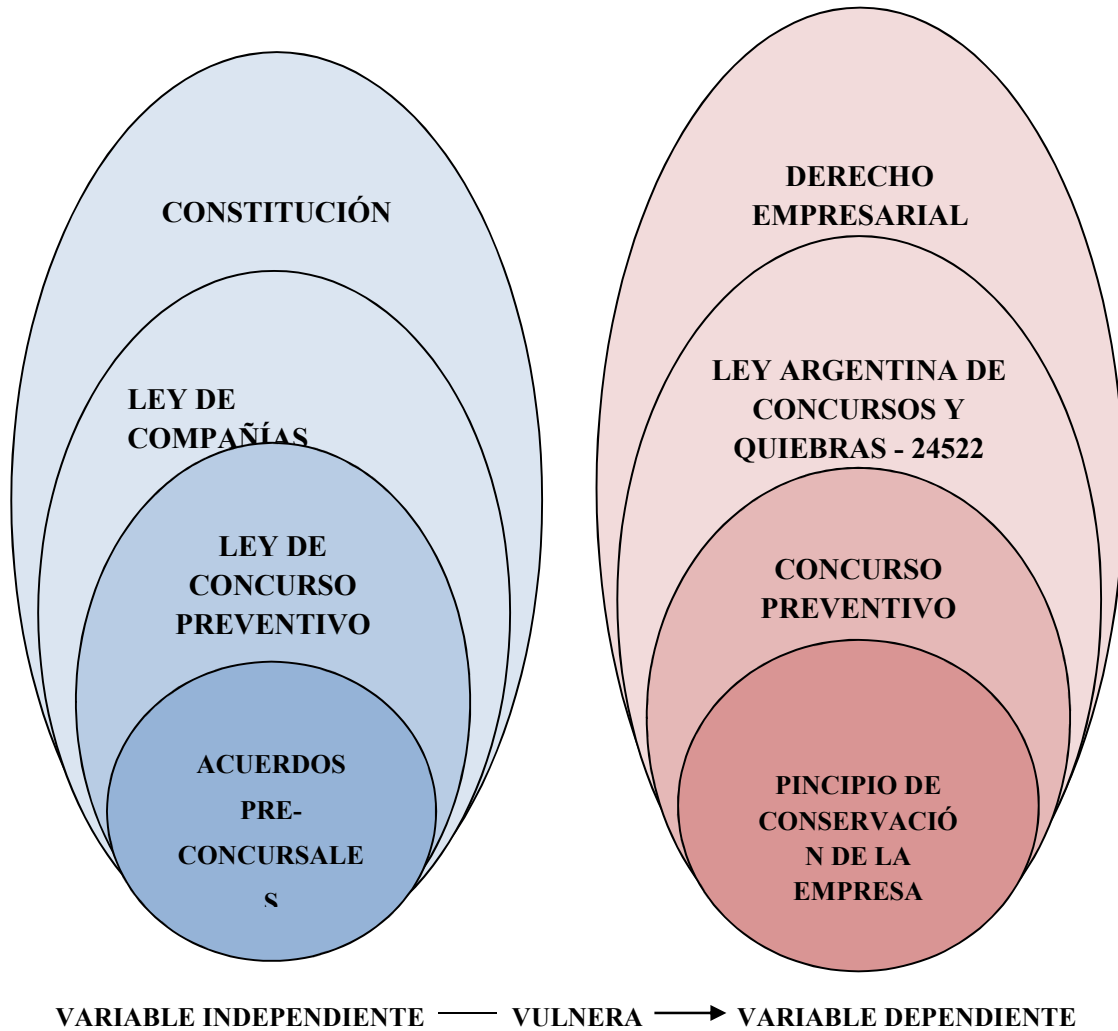 CONSTITUCIÓN
LEY DE
COMPAÑÍAS
LEY DE
CONCURSO
PREVENTIVO
ACUERDOS
PRE-
CONCURSALE
S
DERECHO
EMPRESARIAL
LEY ARGENTINA DE
CONCURSOS Y
QUIEBRAS - 24522
CONCURSO
PREVENTIVO
PINCIPIO DE
CONSERVACIÓ
N DE LA
EMPRESA
VARIABLE INDEPENDIENTE VULNERA VARIABLE DEPENDIENTE